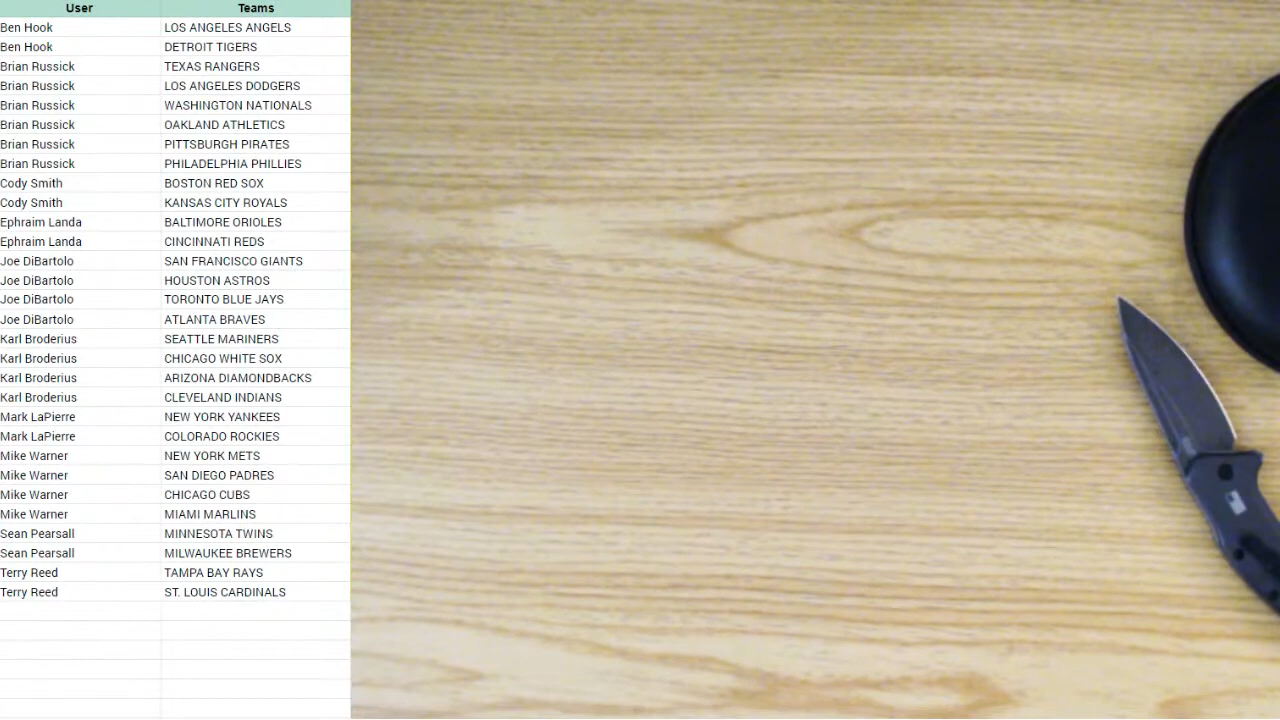 User Teams
Ben Hook LOS ANGELES ANGELS
Ben Hook DETROIT TIGERS
Brian Russick TEXAS RANGERS
Brian Russick LOS ANGELES DODGERS
Brian Russick WASHINGTON NATIONALS
Brian Russick OAKLAND ATHLETICS
Brian Russick PITTSBURGH PIRATES
Brian Russick PHILADELPHIA PHILLIES
Cody Smith BOSTON RED SOX
Cody Smith KANSAS CITY ROYALS
Ephraim Landa BALTIMORE ORIOLES
Ephraim Landa CINCINNATI REDS
Joe DiBartolo SAN FRANCISCO GIANTS
Joe DiBartolo HOUSTON ASTROS
Joe DiBartolo TORONTO BLUE JAYS
Joe DiBartolo ATLANTA BRAVES
Karl Broderius SEATTLE MARINERS
Karl Broderius CHICAGO WHITE SOX
Karl Broderius ARIZONA DIAMONDBACKS
Karl Broderius CLEVELAND INDIANS
Mark LaPierre NEW YORK YANKEES
Mark LaPierre COLORADO ROCKIES
Mike Warner NEW YORK METS
Mike Warner SAN DIEGO PADRES
Mike Warner CHICAGO CUBS
Mike Warner MIAMI MARLINS
Sean Pearsall MINNESOTA TWINS
Sean Pearsall MILWAUKEE BREWERS
Terry Reed TAMPA BAY RAYS
Terry Reed ST. LOUIS CARDINALS